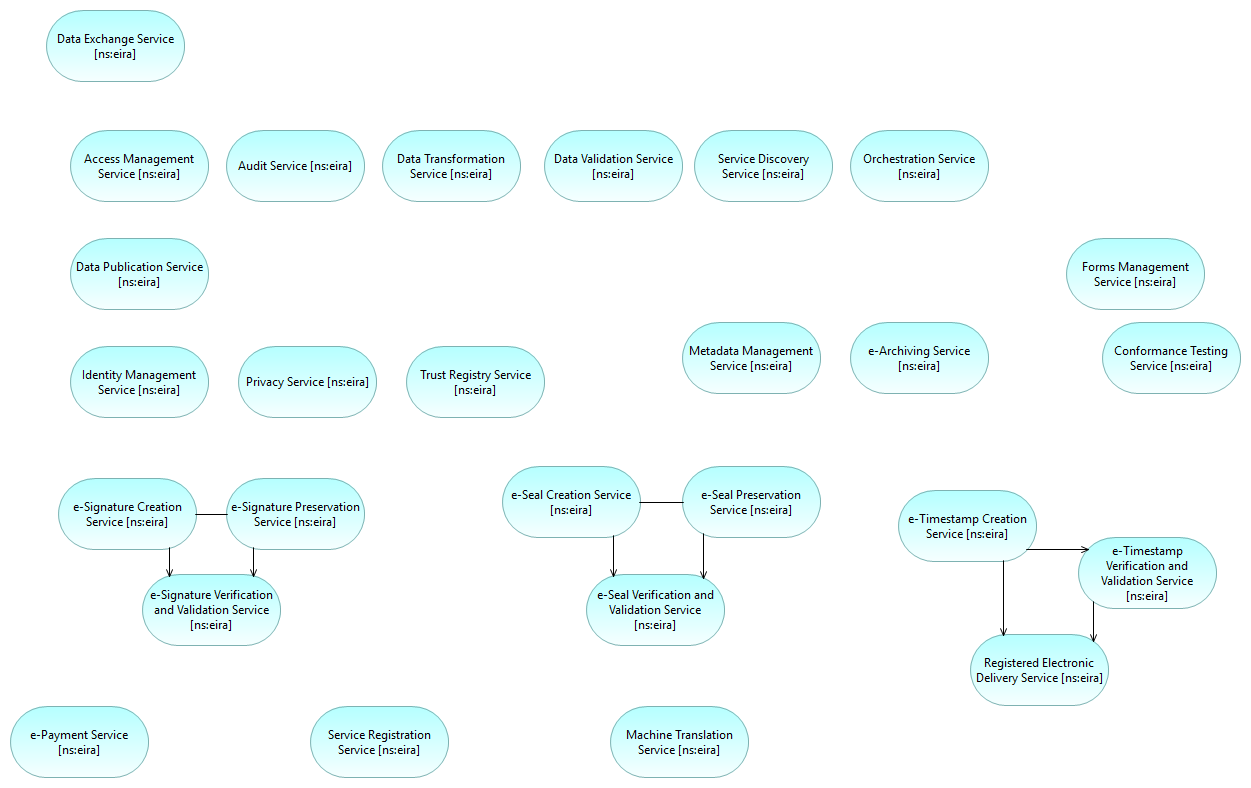 Data Exchange Service
[ns:eira]
Access Management
Service [ns:eira]
Audit Service [ns:eira]
Data Transformation
Service [ns:eira]
Data Validation Service
[ns:eira]
Service Discovery
Service [ns:eira]
Orchestration Service
[ns:eira]
Data Publication Service
[ns:eira]
Forms Management
Service [ns:eira]
Identity Management
Service [ns:eira]
Privacy Service [ns:eira]
Trust Registry Service
[ns:eira]
Metadata Management
Service [ns:eira]
e-Archiving Service
[ns:eira]
Conformance Testing
Service [ns:eira]
e-Signature Creation
Service [ns:eira]
e-Signature Preservation
Service [ns:eira]
e-Seal Creation Service
[ns:eira]
e-Seal Preservation
Service [ns:eira]
e-Timestamp Creation
Service [ns:eira]
e-Timestamp
Verification and
Validation Service
[ns:eira]
e-Signature Verification
and Validation Service
[ns:eira]
e-Seal Verification and
Validation Service
[ns:eira]
Registered Electronic
Delivery Service [ns:eira]
e-Payment Service
[ns:eira]
Service Registration
Service [ns:eira]
Machine Translation
Service [ns:eira]